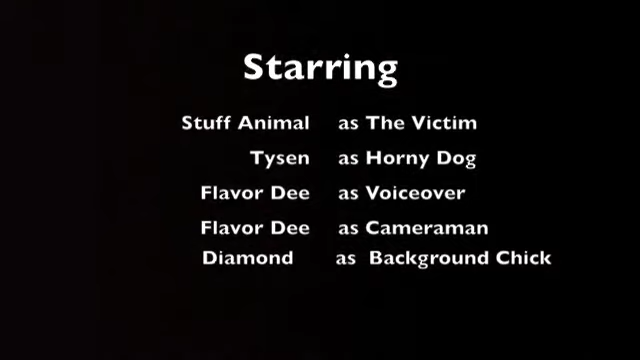 Starring
Stuff Animal as The Victim
Tysen as Horny Dog
Flavor Dee as Voiceover
Flavor Dee as Cameraman
Diamond as Background Chick